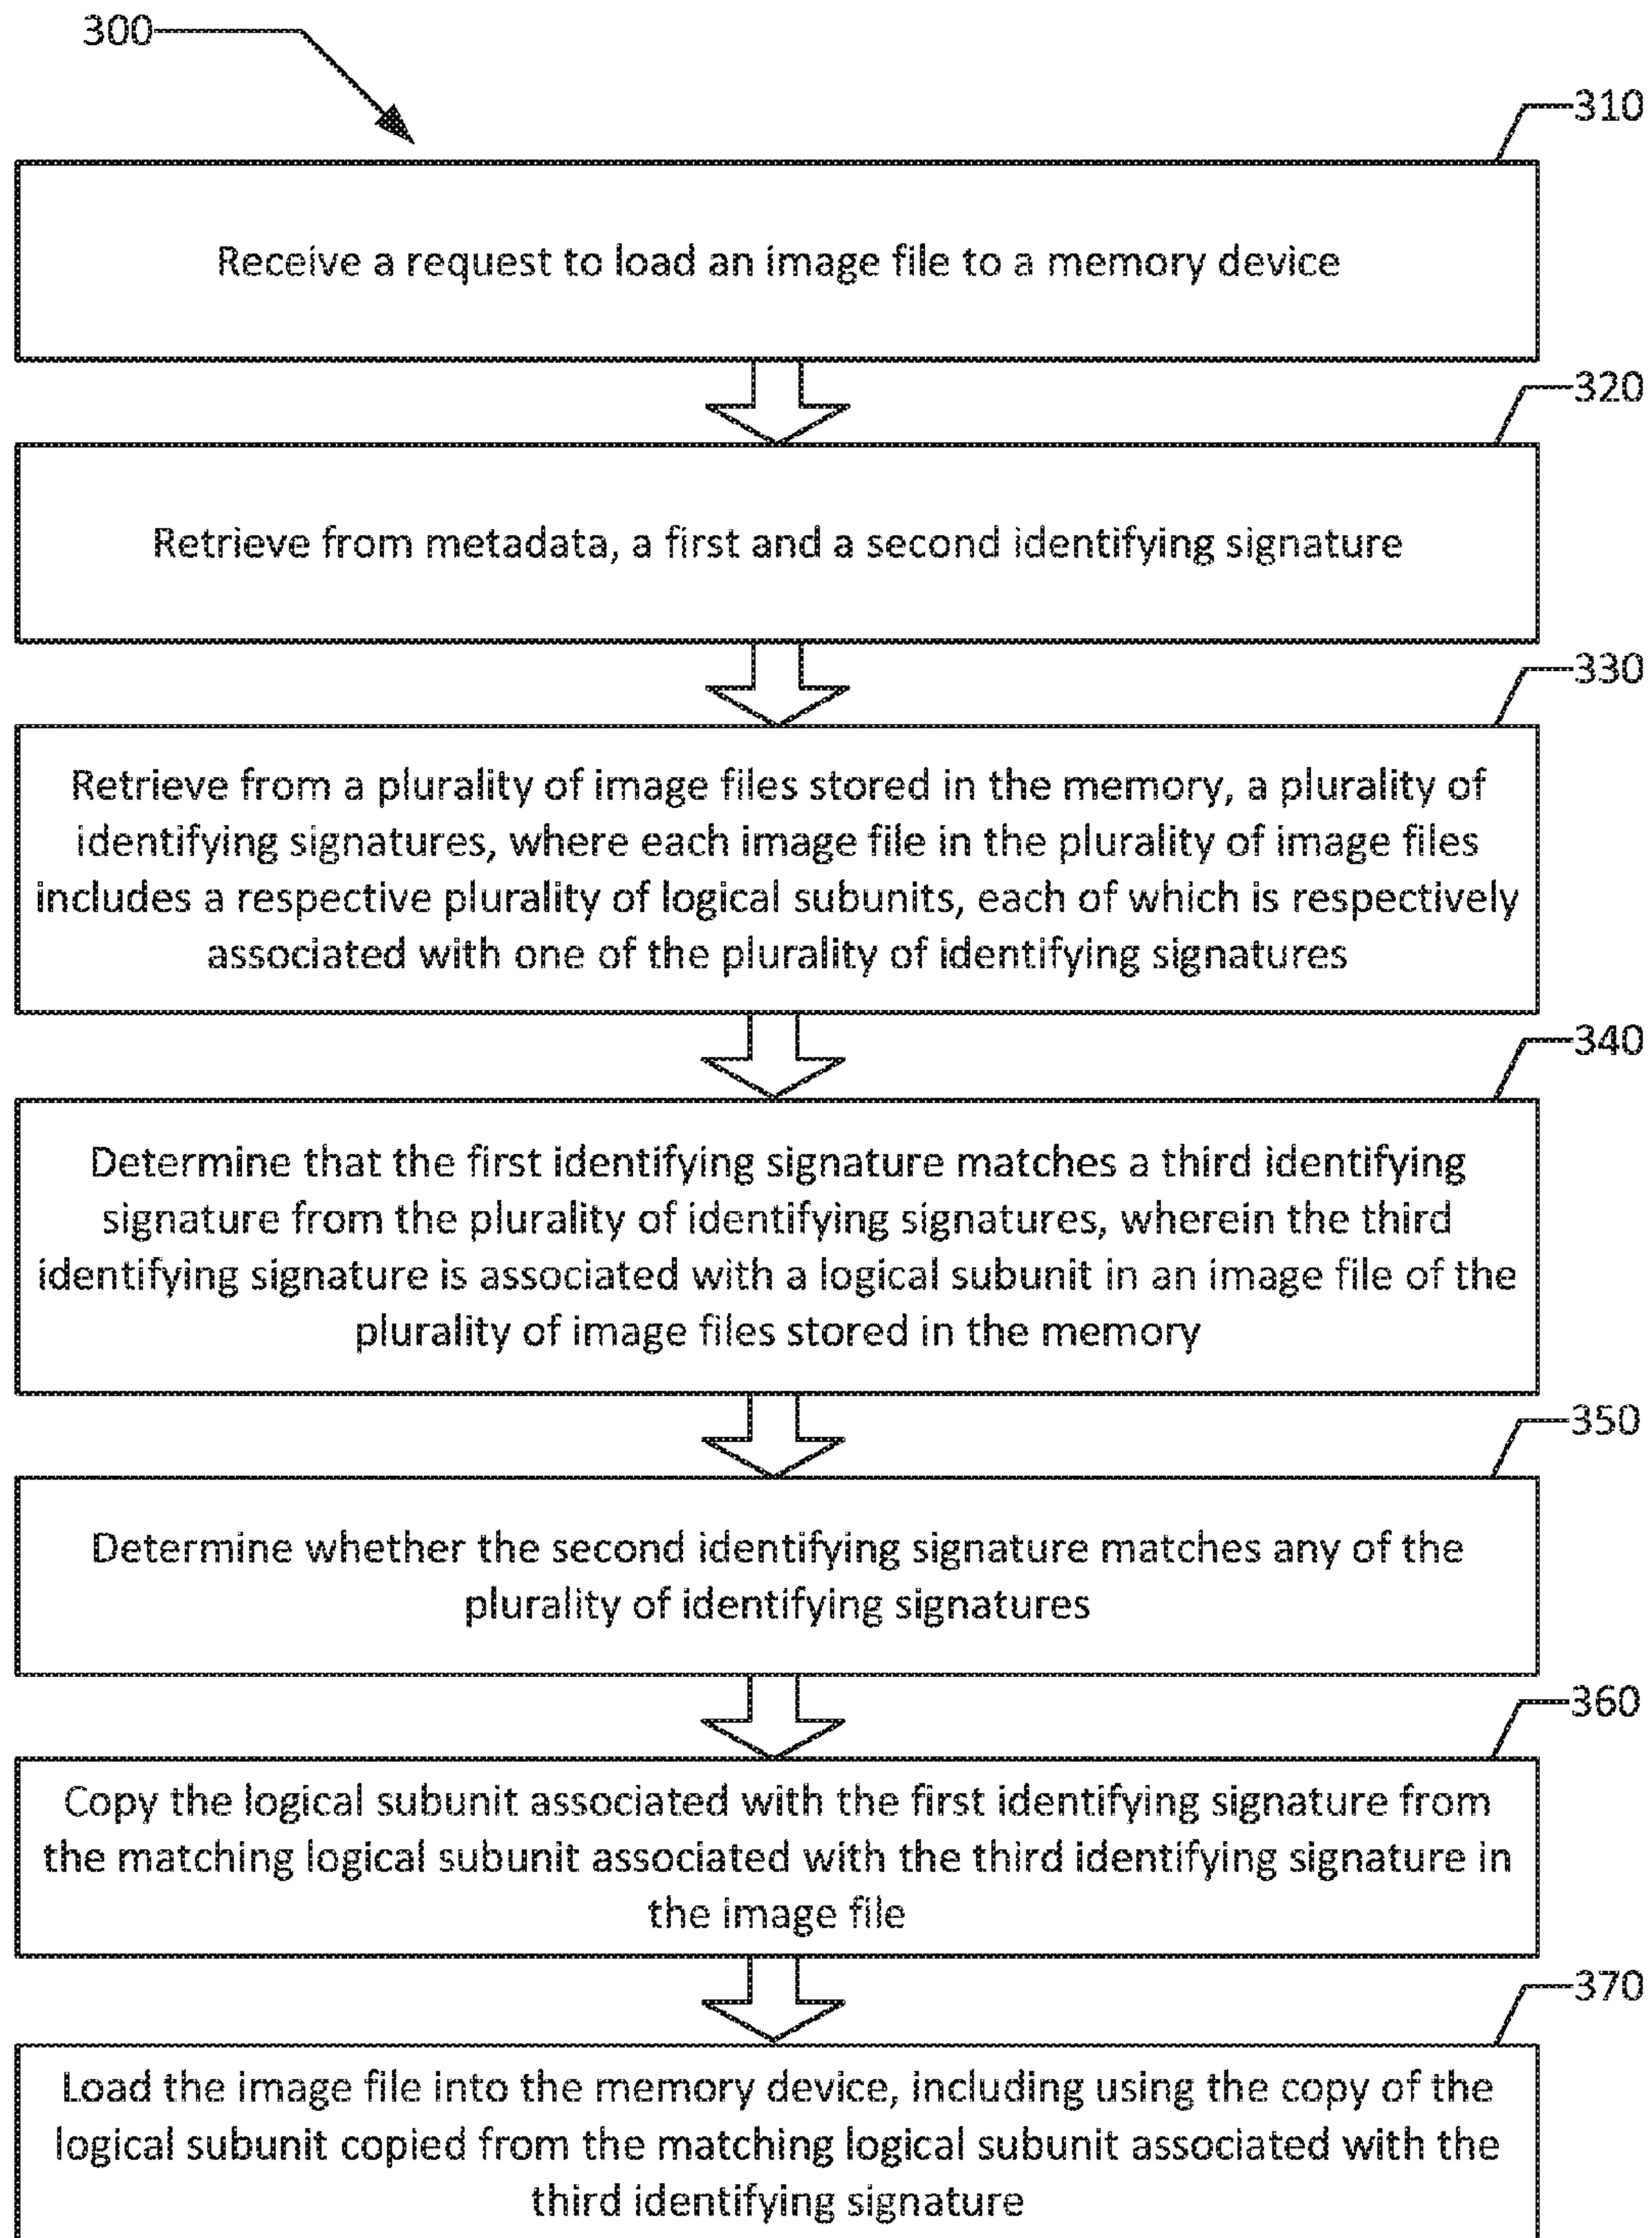 300
310
Receive a request to load an image file to a memory device
320
Retrieve from metadata, a first and a second identifying signature
330
Retrieve from a plurality of image files stored in the memory, a plurality of
identifying signatures, where each image file in the plurality of image files
includes a respective plurality of logical subunits, each of which is respectively
associated with one of the plurality of identifying signatures
340
Determine that the first identifying signature matches a third identifying
signature from the plurality of identifying signatures, wherein the third
identifying signature is associated with a logical subunit in an image file of the
plurality of image files stored in the memory
350
Determine whether the second identifying signature matches any of the
plurality of identifying signatures
360
Copy the logical subunit associated with the first identifying signature from
the matching logical subunit associated with the third identifying signature in
the image file
370
Load the image file into the memory device, including using the copy of the
logical subunit copied from the matching logical subunit associated with the
third identifying signature